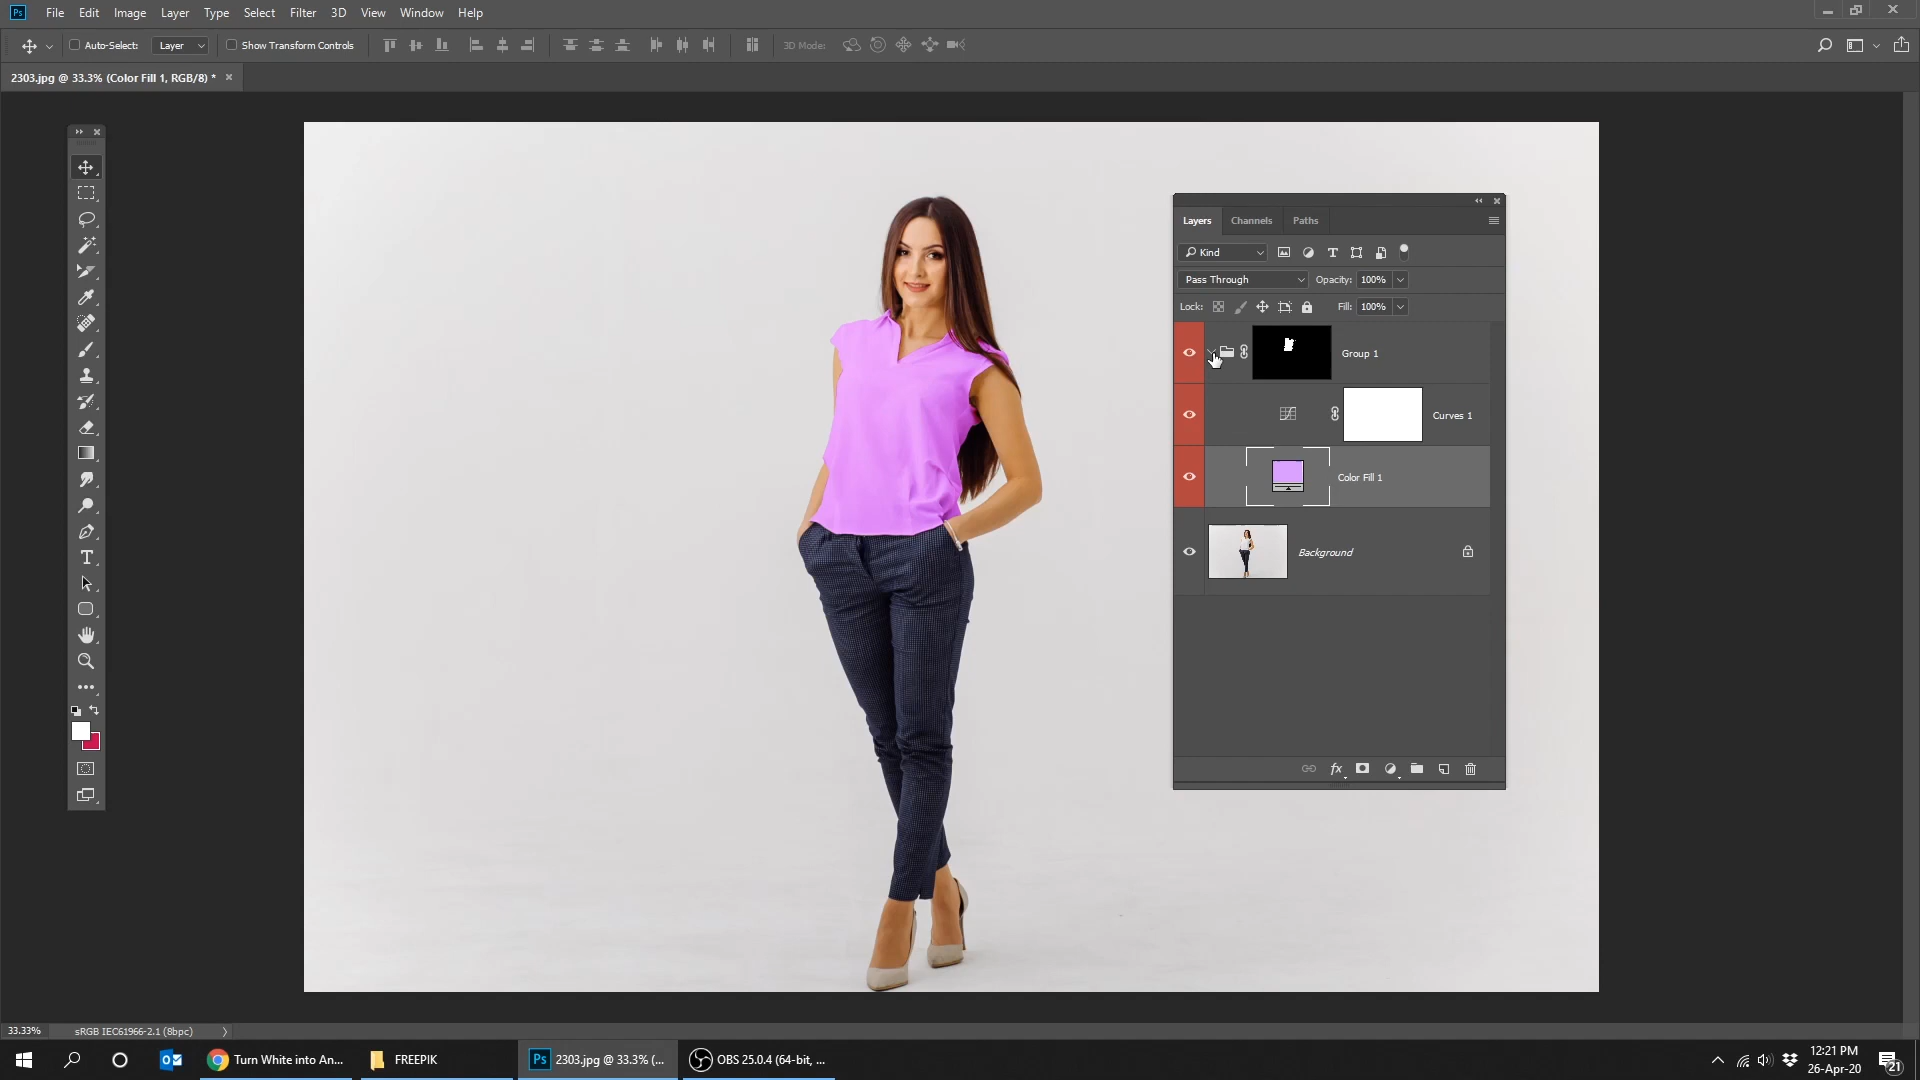 Ps File Edit Image Layer Type Select Filter 3D View Window Help
Auto-Select: Layer Show Transform Controls 3D Mode:
2303.jpg @ 33.3% (Color Fill 1, RGB/8) *
Layers Channels Paths
Kind
Pass Through Opacity: 100%
Lock: Fill: 100%
Group 1
Curves 1
Color Fill 1
Background
fx
33.33% sRGB IEC61966-2.1 (8bpc)
Turn White into An... FREEPIK Ps 2303.jpg @ 33.3% (... OBS 25.0.4 (64-bit, ...
12:21 PM
26-Apr-20
21